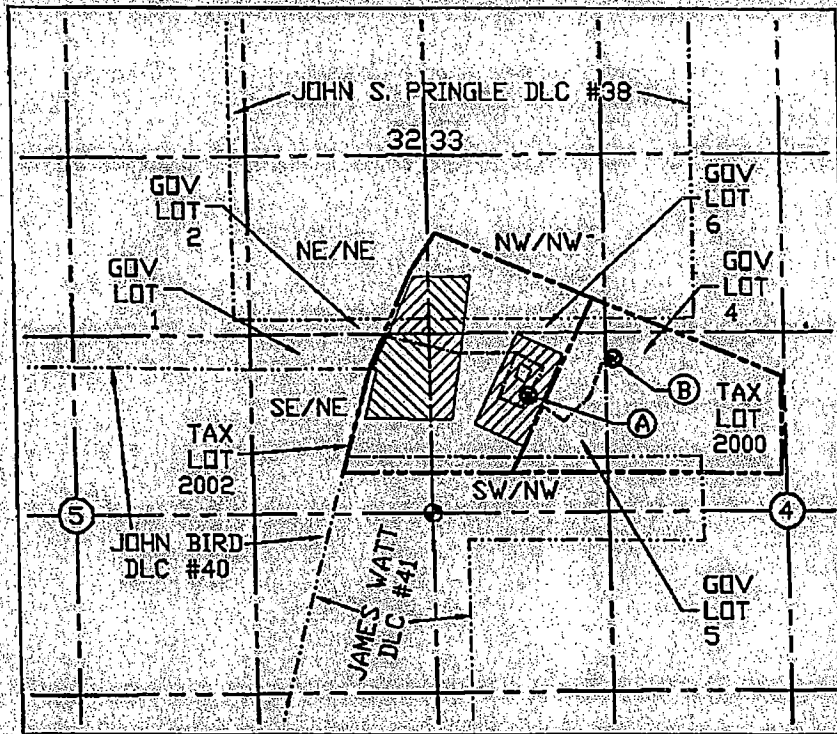 JOHN S. PRINGLE DLC #38
32 33
GOV
LOT
2
NE/NE
NW/NW
GOV
LOT
6
GOV
LOT
1
GOV
LOT
4
SE/NE
TAX
LOT
2002
A
B
TAX
LOT
2000
SW/NW
5
4
JOHN BIRD
DLC #40
JAMES WATT
DLC #41
GOV
LOT
5